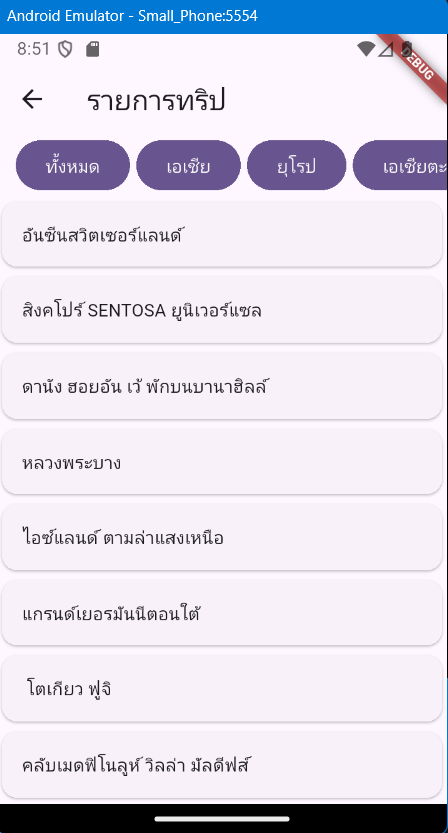 Android Emulator - Small_Phone:5554
8:51
DEBUG
รายการทริป
ทั้งหมด
เอเชีย
ยุโรป
เอเชียตะ
อันซีนสวิตเซอร์แลนด์
สิงคโปร์ SENTOSA ยูนิเวอร์แซล
ดานัง ฮอยอัน เว้ พักบนบานาฮิลล์
หลวงพระบาง
ไอซ์แลนด์ ตามล่าแสงเหนือ
แกรนด์เยอรมันนีตอนใต้
โตเกียว ฟูจิ
คลับเมดฟิโนลูห์ วิลล่า มัลดีฟส์